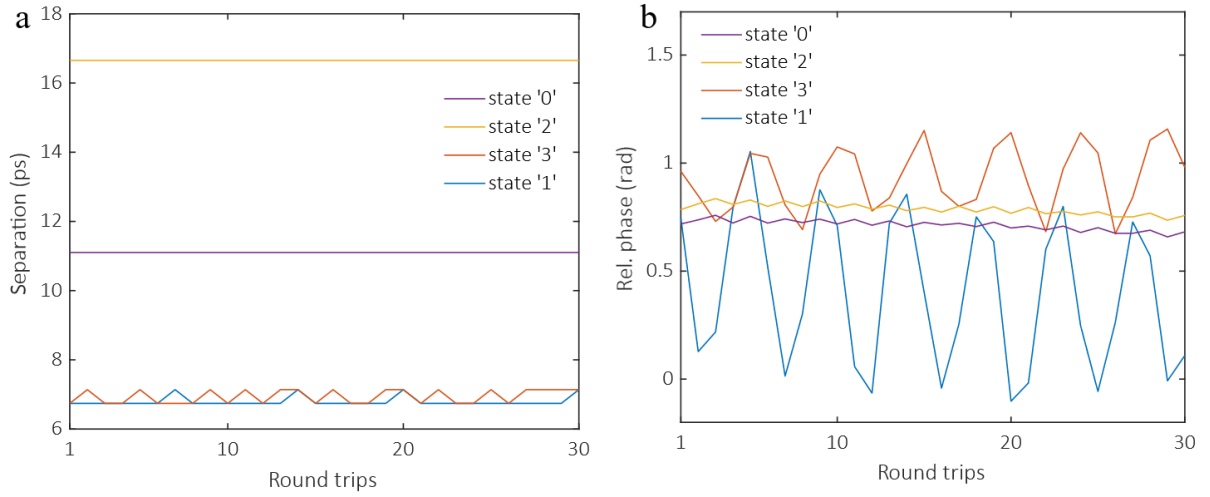 a
18
16
14
12
10
8
6
Separation (ps)
state '0'
state '2'
state '3'
state '1'
1
10
20
30
Round trips
b
1.5
1
0.5
0
Rel. phase (rad)
state '0'
state '2'
state '3'
state '1'
1
10
20
30
Round trips